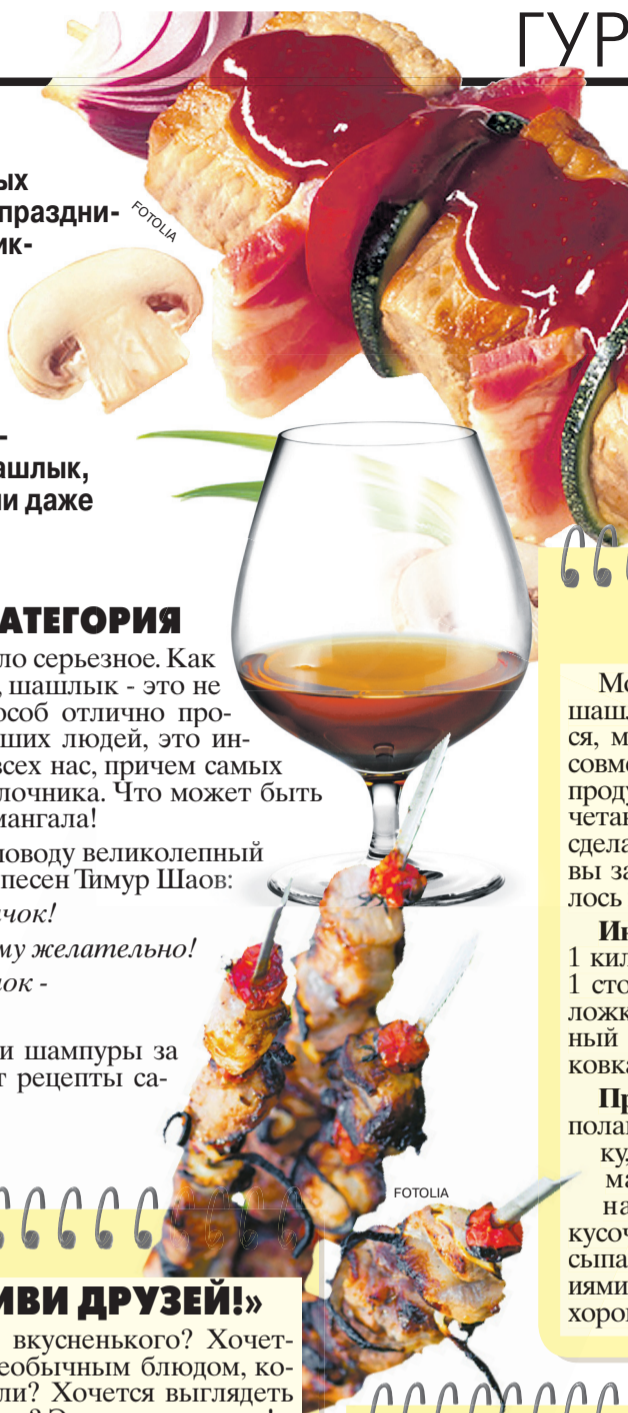 ГУР
ых
праздни-
ик-
FOTOLIA
-
ашлык,
ли даже
АТЕГОРИЯ
ло серьезное. Как
, шашлык - это не
особ отлично про-
ших людей, это ин-
всех нас, причем самых
лочника. Что может быть
мангала!
поводу великолепный
песен Тимур Шаов:
чок!
му желательно!
ок -
и шампуры за
т рецепты са-
FOTOLIA
ИВИ ДРУЗЕЙ!»
вкусненького? Хочет-
еобычным блюдом, ко-
ли? Хочется выглядеть
Мо
шашл
ся, м
совме
проду
четан
сдела
вы за
лось
Ин
1 кил
1 сто
ложк
ный
ковка
Пр
пола
ку,
ма
на
кусоч
сыпа
иями
хоро